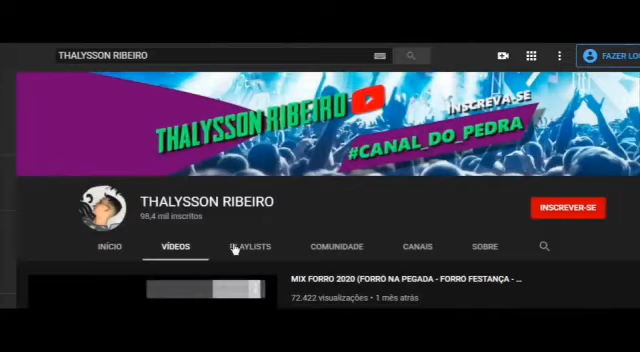 THALYSSON RIBEIRO
FAZER LO
THALYSSON RIBEIRO
INSCREVA-SE
#CANAL_DO_PEDRA
THALYSSON RIBEIRO
98,4 mil inscritos
INSCREVER-SE
INÍCIO VÍDEOS PLAYLISTS COMUNIDADE CANAIS SOBRE
MIX FORRO 2020 (FORRÓ NA PEGADA - FORRO FESTANÇA - ...
72.422 visualizações • 1 mês atrás